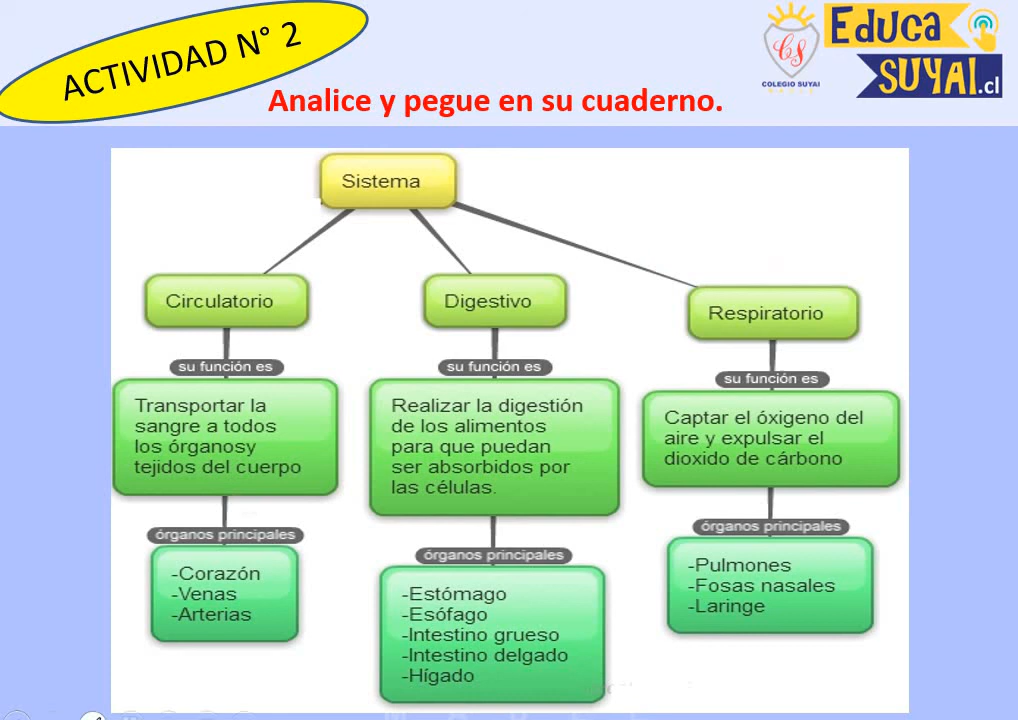 ACTIVIDAD N° 2
Analice y pegue en su cuaderno.
CS
COLEGIO SUYAI
Educa
SUYAI.cl
Sistema
Circulatorio
su función es
Transportar la
sangre a todos
los órganosy
tejidos del cuerpo
órganos principales
-Corazón
-Venas
-Arterias
Digestivo
su función es
Realizar la digestión
de los alimentos
para que puedan
ser absorbidos por
las células.
órganos principales
-Estómago
-Esófago
-Intestino grueso
-Intestino delgado
-Hígado
Respiratorio
su función es
Captar el óxigeno del
aire y expulsar el
dioxido de cárbono
órganos principales
-Pulmones
-Fosas nasales
-Laringe